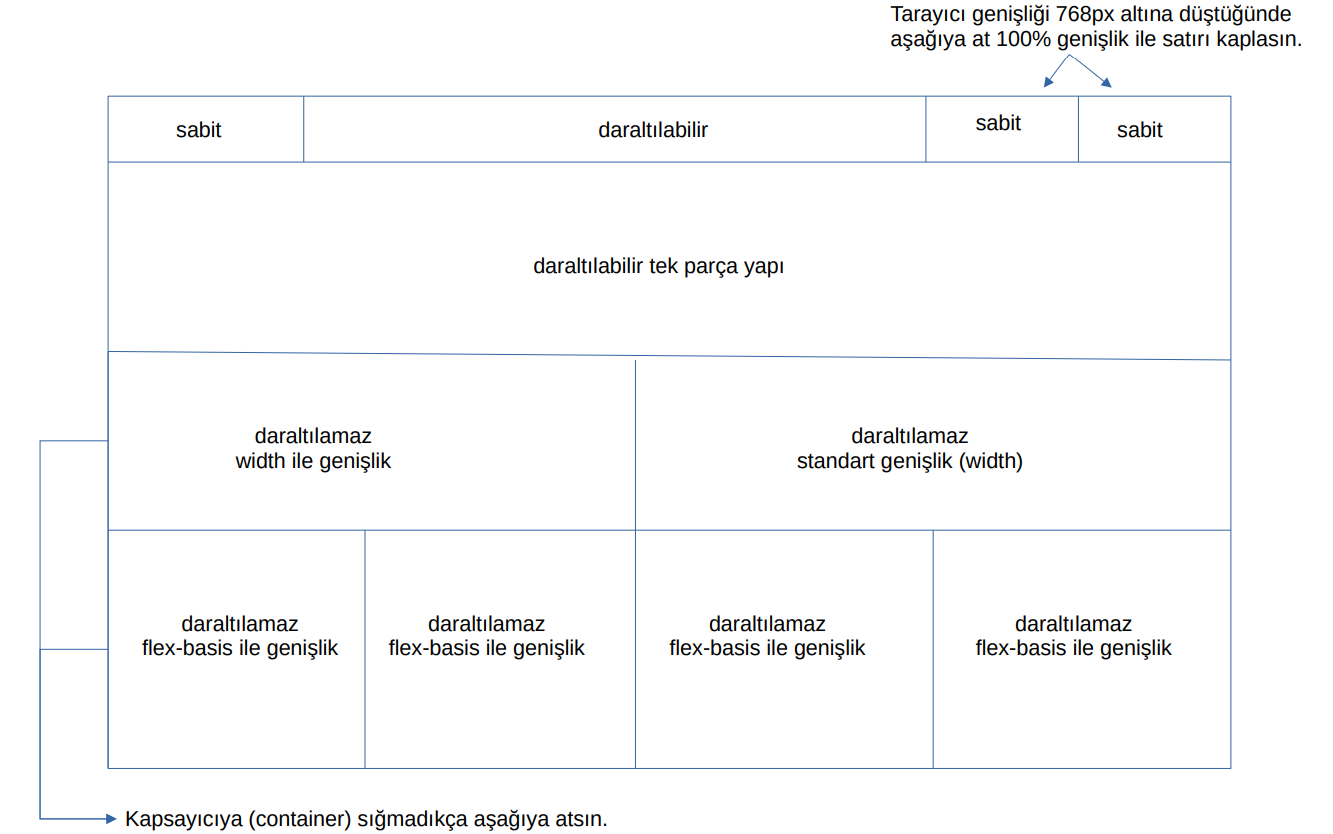 Tarayıcı genişliği 768px altına düştüğünde
aşağıya at 100% genişlik ile satırı kaplasın.
sabit
daraltılabilir
sabit
sabit
daraltılabilir tek parça yapı
daraltılamaz
width ile genişlik
daraltılamaz
standart genişlik (width)
daraltılamaz
flex-basis ile genişlik
daraltılamaz
flex-basis ile genişlik
daraltılamaz
flex-basis ile genişlik
daraltılamaz
flex-basis ile genişlik
Kapsayıcıya (container) sığmadıkça aşağıya atsın.